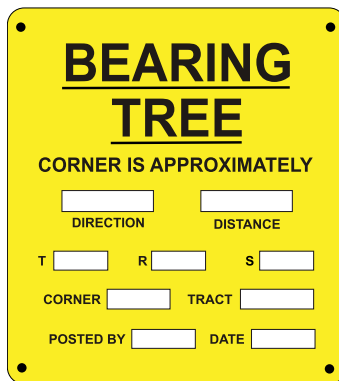 BEARING
TREE
CORNER IS APPROXIMATELY
DIRECTION DISTANCE
T R S
CORNER TRACT
POSTED BY DATE